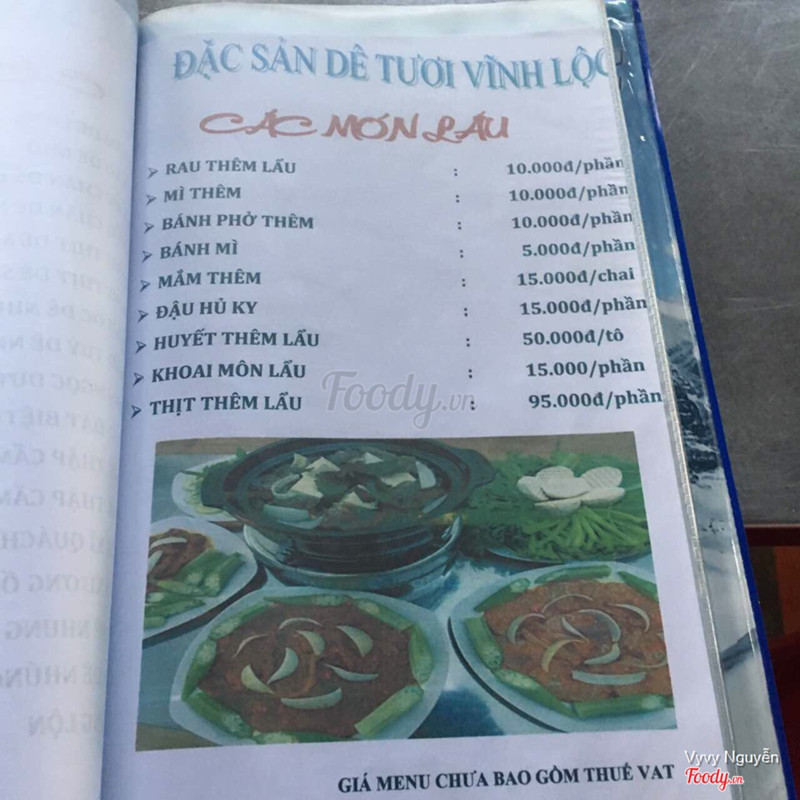 ĐẶC SẢN DÊ TƯƠI VĨNH LỘC
CÁC MÓN LẨU
RAU THÊM LẨU : 10.000đ/phần
MÌ THÊM : 10.000đ/phần
BÁNH PHỞ THÊM : 10.000đ/phần
BÁNH MÌ : 5.000đ/phần
MẮM THÊM : 15.000đ/chai
ĐẬU HỦ KY : 15.000đ/phần
HUYẾT THÊM LẨU : 50.000đ/tô
KHOAI MÔN LẨU : 15.000/phần
THỊT THÊM LẨU : 95.000đ/phần
Foody.vn
GIÁ MENU CHƯA BAO GỒM THUẾ VAT
Vyvy Nguyễn
Foody.vn